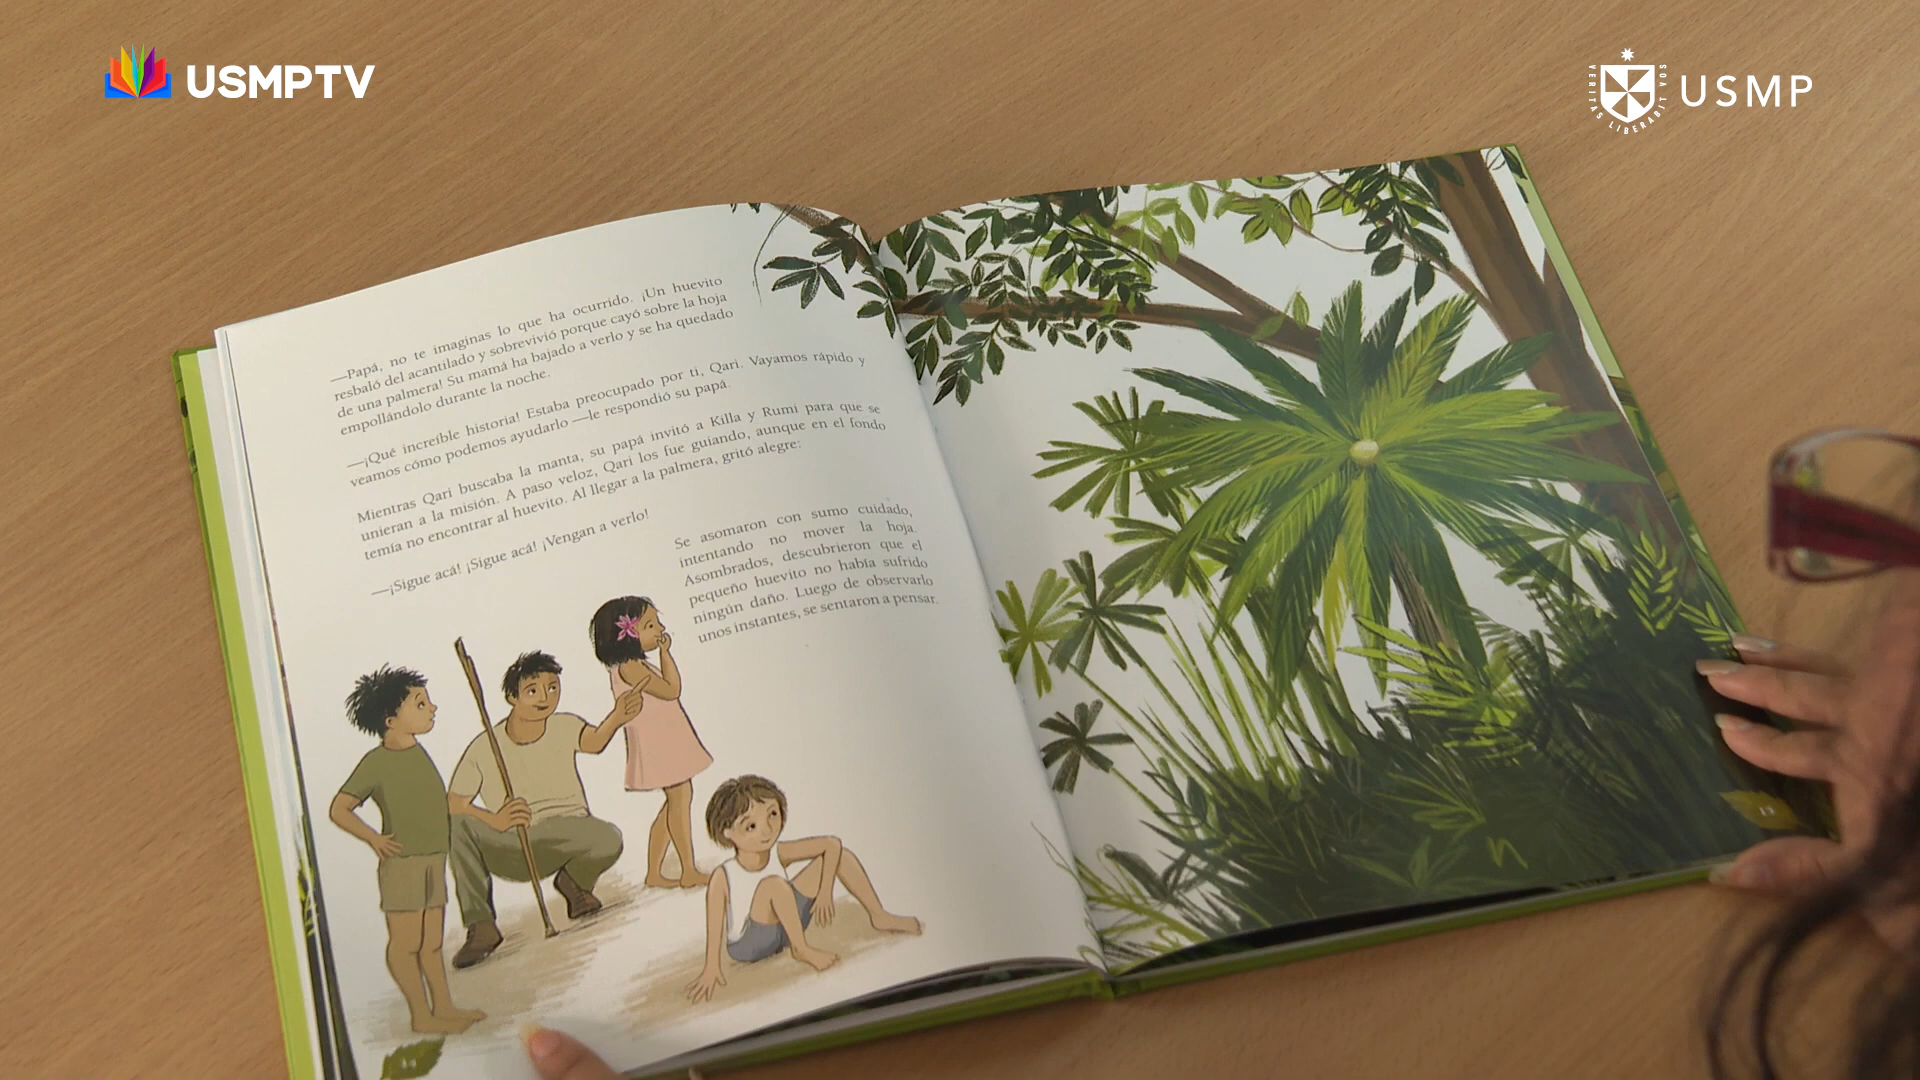 USMPTV
VERITAS LIBERABIT VOS
USMP
—Papá, no te imaginas lo que ha ocurrido. ¡Un huevito
resbaló del acantilado y sobrevivió porque cayó sobre la hoja
de una palmera! Su mamá ha bajado a verlo y se ha quedado
empollándolo durante la noche.
—¡Qué increíble historia! Estaba preocupado por ti, Qari. Vayamos rápido y
veamos cómo podemos ayudarlo —le respondió su papá.
Mientras Qari buscaba la manta, su papá invitó a Killa y Rumi para que se
unieran a la misión. A paso veloz, Qari los fue guiando, aunque en el fondo
temía no encontrar al huevito. Al llegar a la palmera, gritó alegre:
—¡Sigue acá! ¡Sigue acá! ¡Vengan a verlo!
Se asomaron con sumo cuidado,
intentando no mover la hoja.
Asombrados, descubrieron que el
pequeño huevito no había sufrido
ningún daño. Luego de observarlo
unos instantes, se sentaron a pensar.